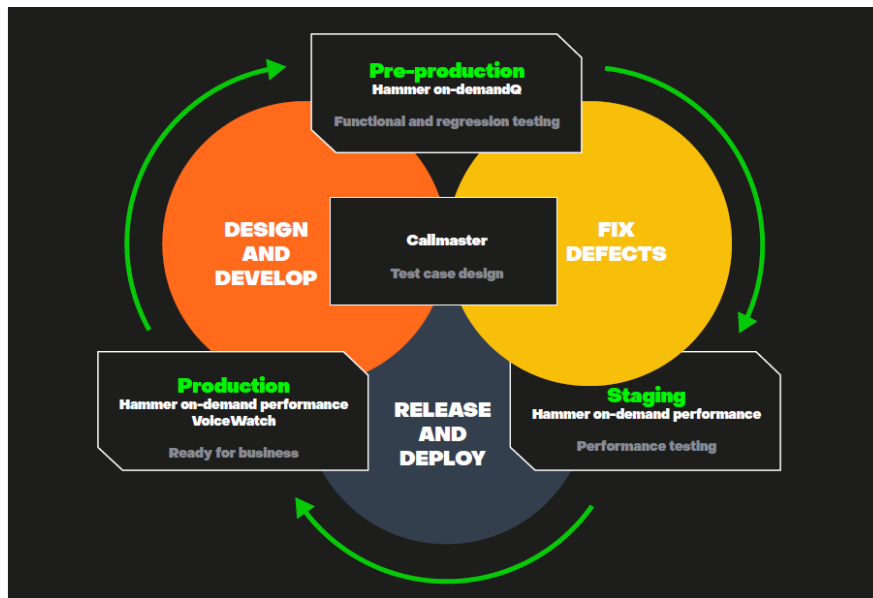 Pre-production
Hammer on-demandQ
Functional and regression testing
DESIGN
AND
DEVELOP
Callmaster
Test case design
FIX
DEFECTS
Production
Hammer on-demand performance
VoiceWatch
Ready for business
RELEASE
AND
DEPLOY
Staging
Hammer on-demand performance
Performance testing